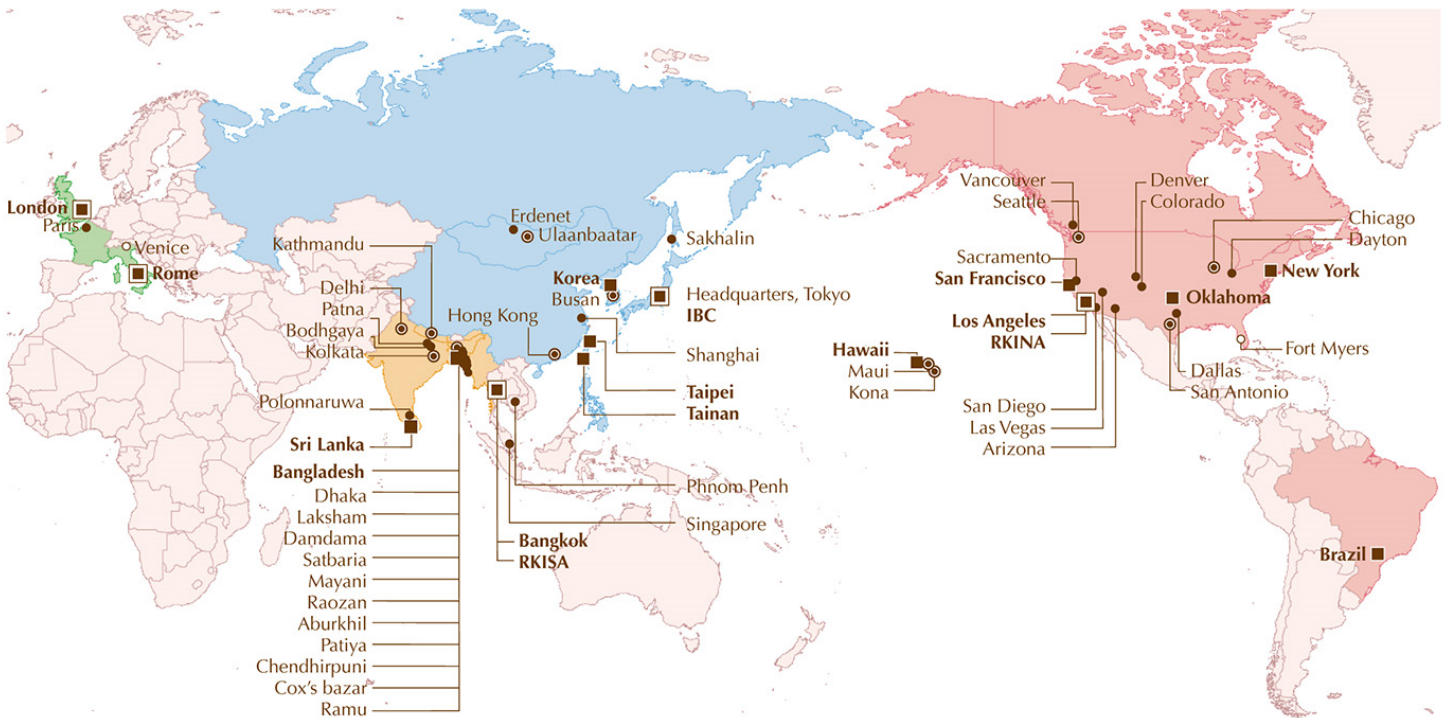 London
Paris
Venice
Rome
Kathmandu
Delhi
Patna
Bodhgaya
Kolkata
Polonnaruwa
Sri Lanka
Bangladesh
Dhaka
Laksham
Damdama
Satbaria
Mayani
Raozan
Aburkhil
Patiya
Chendhirpuni
Cox's bazar
Ramu
Erdenet
Ulaanbaatar
Sakhalin
Korea
Busan
Headquarters, Tokyo
IBC
Hong Kong
Shanghai
Taipei
Tainan
Phnom Penh
Singapore
Bangkok
RKISA
Hawaii
Maui
Kona
Vancouver
Seattle
Sacramento
San Francisco
Los Angeles
RKINA
San Diego
Las Vegas
Arizona
Denver
Colorado
Chicago
Dayton
New York
Oklahoma
Fort Myers
Dallas
San Antonio
Brazil